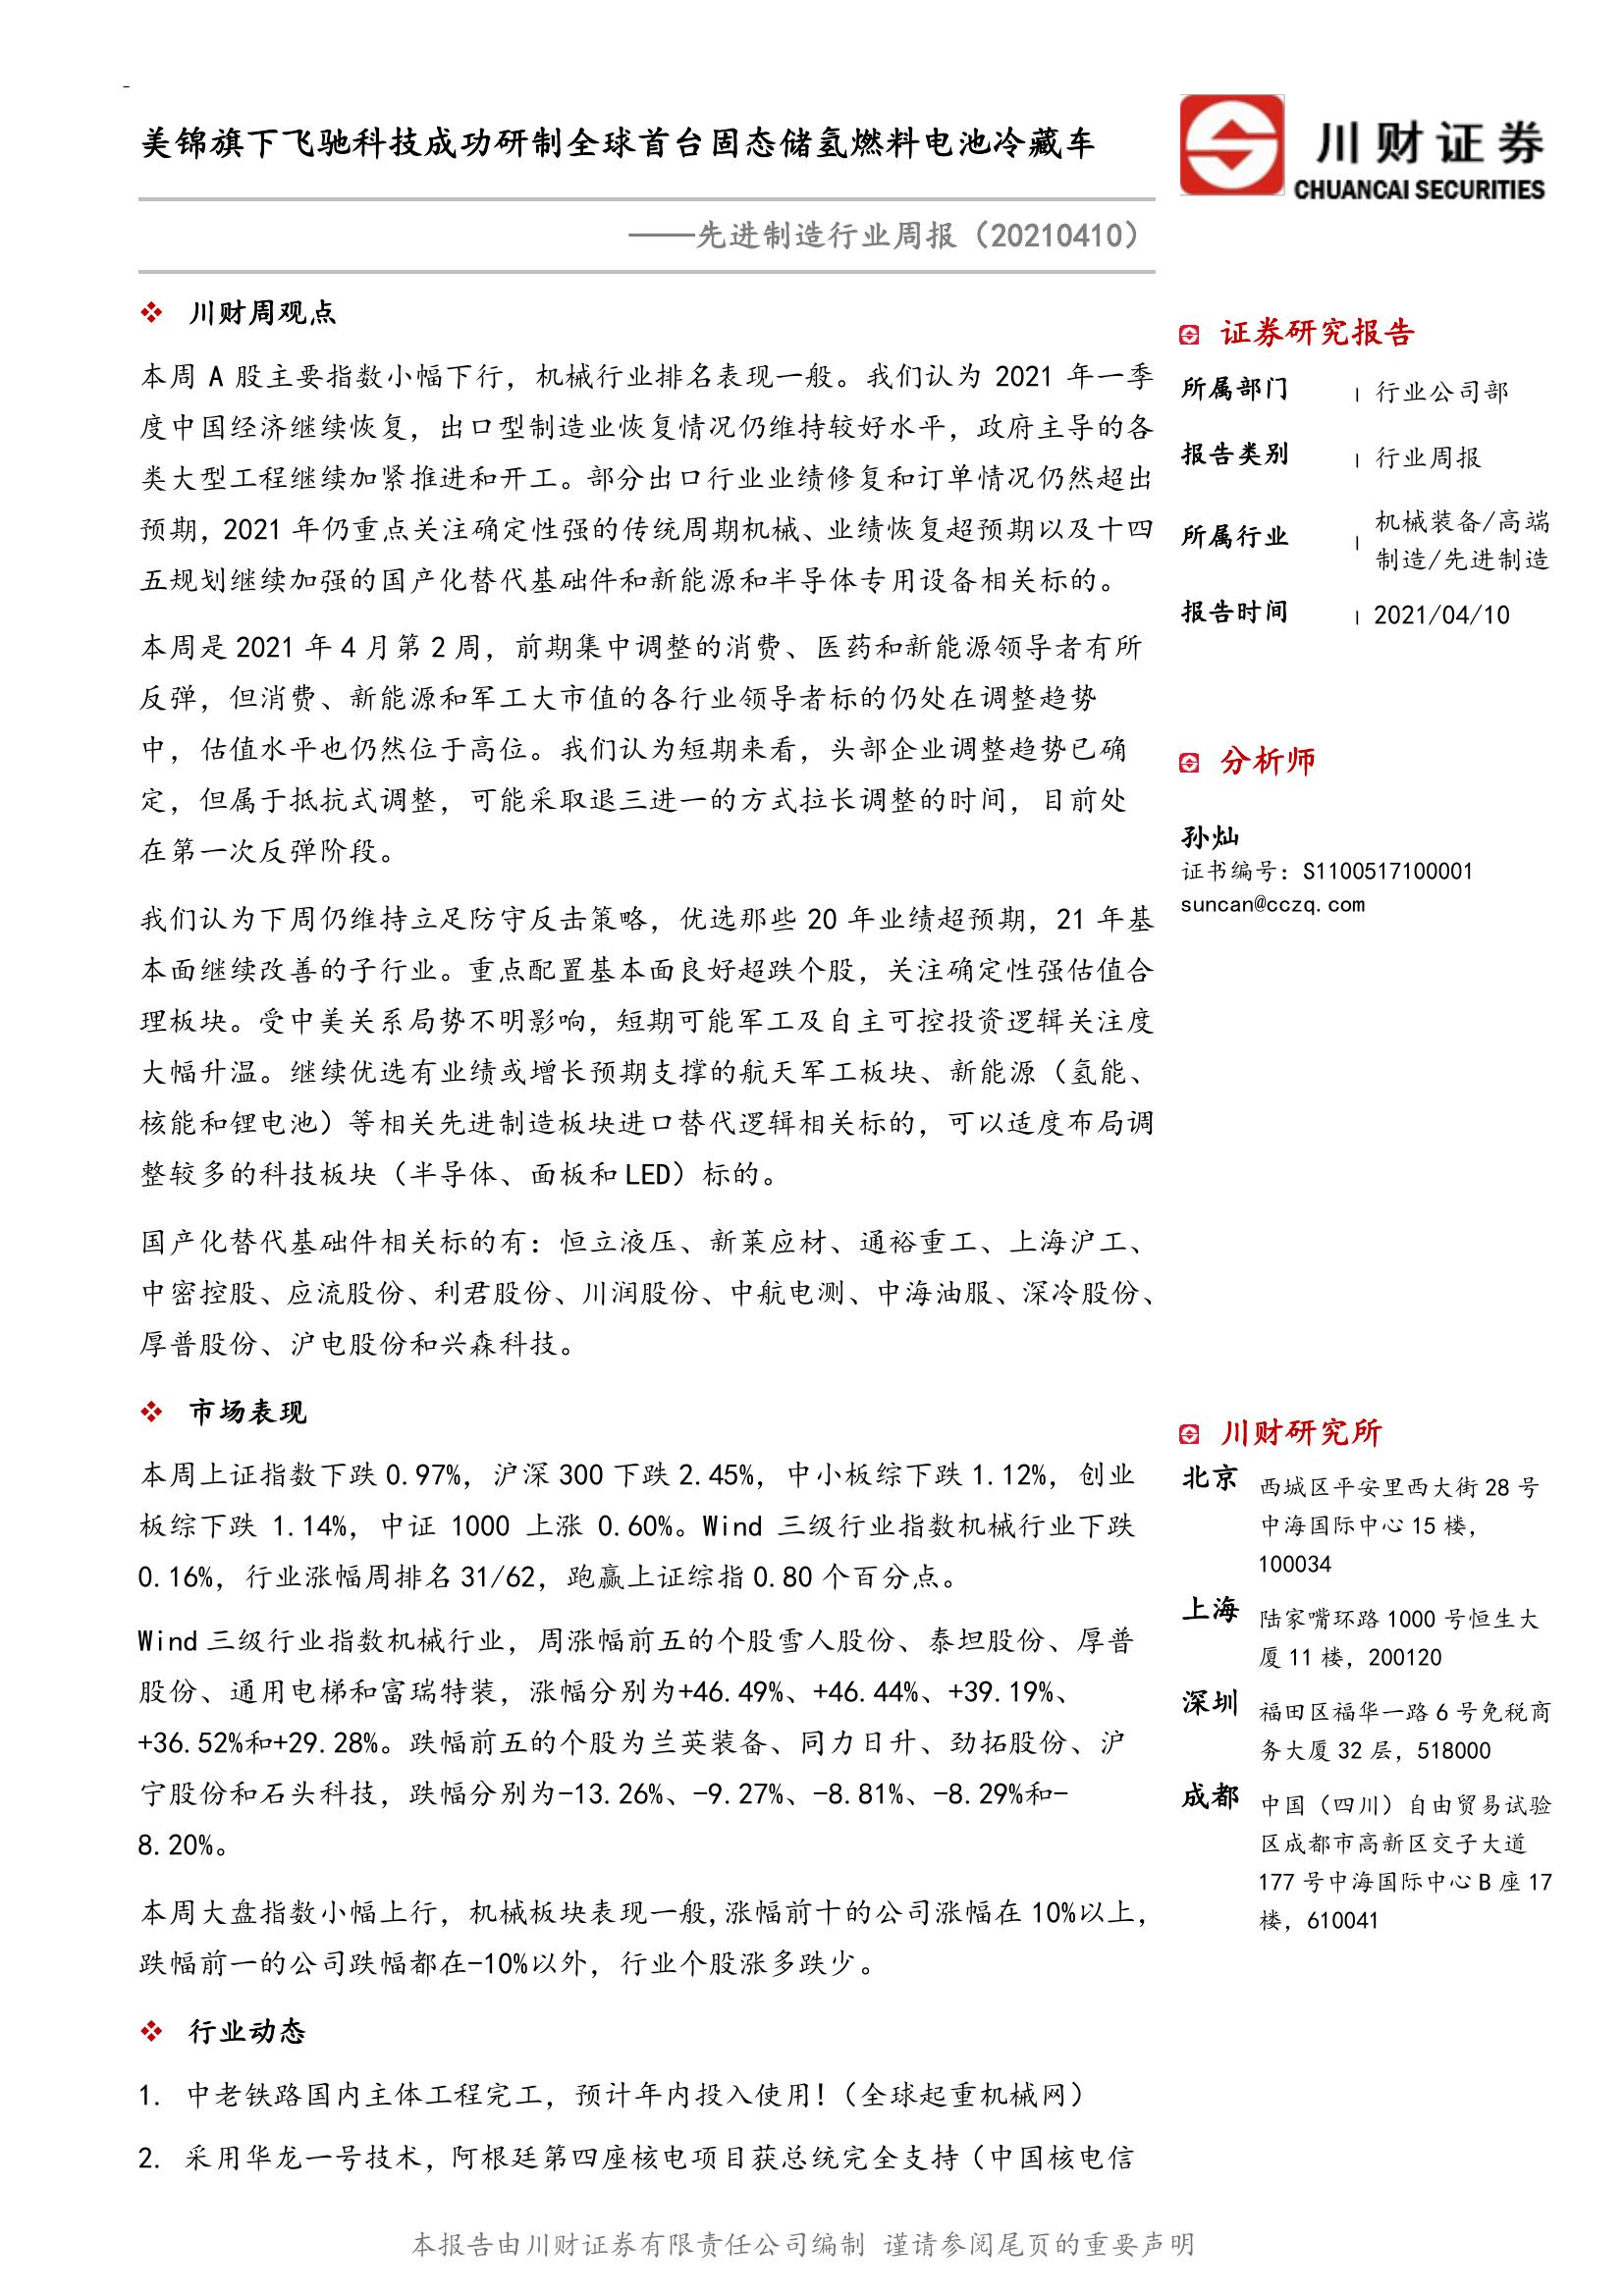 -
美锦旗下飞驰科技成功研制全球首台固态储氢燃料电池冷藏车
——先进制造行业周报（20210410）
川财周观点
本周 A 股主要指数小幅下行，机械行业排名表现一般。我们认为 2021 年一季
度中国经济继续恢复，出口型制造业恢复情况仍维持较好水平，政府主导的各
类大型工程继续加紧推进和开工。部分出口行业业绩修复和订单情况仍然超出
预期，2021 年仍重点关注确定性强的传统周期机械、业绩恢复超预期以及十四
五规划继续加强的国产化替代基础件和新能源和半导体专用设备相关标的。
本周是 2021 年 4 月第 2 周，前期集中调整的消费、医药和新能源领导者有所
反弹，但消费、新能源和军工大市值的各行业领导者标的仍处在调整趋势
中，估值水平也仍然位于高位。我们认为短期来看，头部企业调整趋势已确
定，但属于抵抗式调整，可能采取退三进一的方式拉长调整的时间，目前处
在第一次反弹阶段。
我们认为下周仍维持立足防守反击策略，优选那些 20 年业绩超预期，21 年基
本面继续改善的子行业。重点配置基本面良好超跌个股，关注确定性强估值合
理板块。受中美关系局势不明影响，短期可能军工及自主可控投资逻辑关注度
大幅升温。继续优选有业绩或增长预期支撑的航天军工板块、新能源（氢能、
核能和锂电池）等相关先进制造板块进口替代逻辑相关标的，可以适度布局调
整较多的科技板块（半导体、面板和 LED）标的。
国产化替代基础件相关标的有：恒立液压、新莱应材、通裕重工、上海沪工、
中密控股、应流股份、利君股份、川润股份、中航电测、中海油服、深冷股份、
厚普股份、沪电股份和兴森科技。
市场表现
本周上证指数下跌 0.97%，沪深 300 下跌 2.45%，中小板综下跌 1.12%，创业
板综下跌 1.14%，中证 1000 上涨 0.60%。Wind 三级行业指数机械行业下跌
0.16%，行业涨幅周排名 31/62，跑赢上证综指 0.80 个百分点。
Wind 三级行业指数机械行业，周涨幅前五的个股雪人股份、泰坦股份、厚普
股份、通用电梯和富瑞特装，涨幅分别为+46.49%、+46.44%、+39.19%、
+36.52%和+29.28%。跌幅前五的个股为兰英装备、同力日升、劲拓股份、沪
宁股份和石头科技，跌幅分别为-13.26%、-9.27%、-8.81%、-8.29%和-
8.20%。
本周大盘指数小幅上行，机械板块表现一般,涨幅前十的公司涨幅在 10%以上，
跌幅前一的公司跌幅都在-10%以外，行业个股涨多跌少。
行业动态
1. 中老铁路国内主体工程完工，预计年内投入使用!（全球起重机械网）
2. 采用华龙一号技术，阿根廷第四座核电项目获总统完全支持（中国核电信
川财证券
CHUANCAI SECURITIES
证券研究报告
所属部门 | 行业公司部
报告类别 | 行业周报
所属行业 | 机械装备/高端
制造/先进制造
报告时间 | 2021/04/10
分析师
孙灿
证书编号：S1100517100001
suncan@cczq.com
川财研究所
北京 西城区平安里西大街 28 号
中海国际中心 15 楼，
100034
上海 陆家嘴环路 1000 号恒生大
厦 11 楼，200120
深圳 福田区福华一路 6 号免税商
务大厦 32 层，518000
成都 中国（四川）自由贸易试验
区成都市高新区交子大道
177 号中海国际中心 B 座 17
楼，610041
本报告由川财证券有限责任公司编制 谨请参阅尾页的重要声明